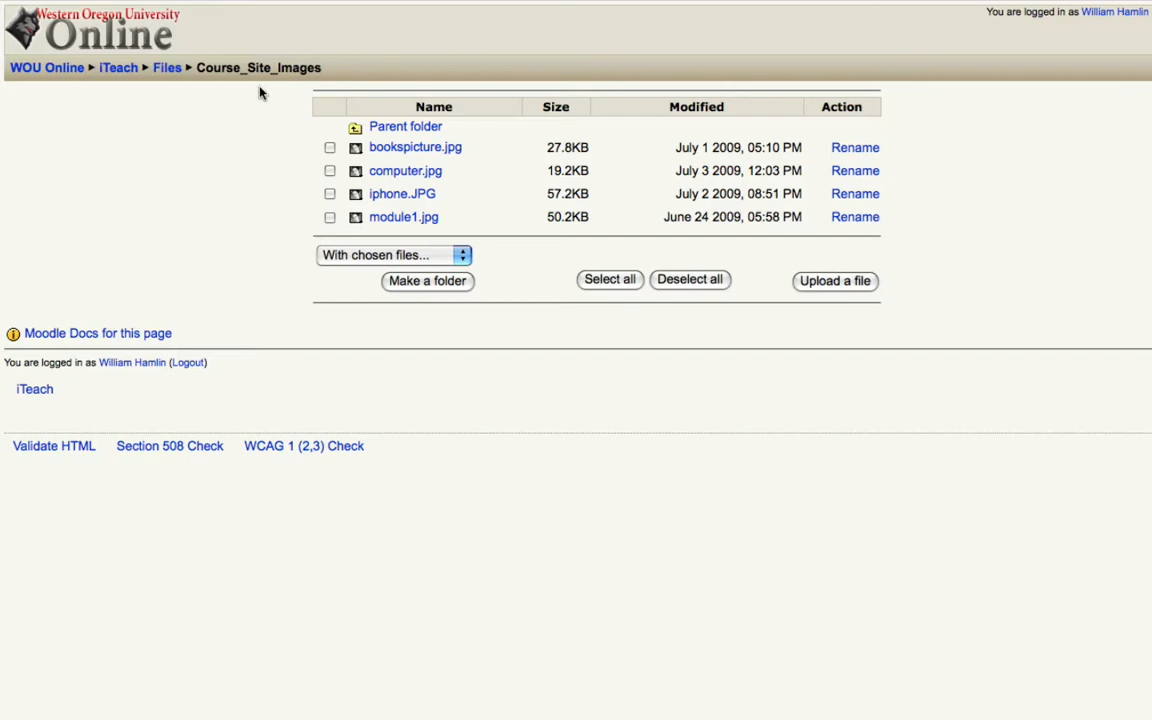 Western Oregon University
Online
You are logged in as William Hamlin
WOU Online ► iTeach ► Files ► Course_Site_Images
Name Size Modified Action
Parent folder
bookspicture.jpg 27.8KB July 1 2009, 05:10 PM Rename
computer.jpg 19.2KB July 3 2009, 12:03 PM Rename
iphone.JPG 57.2KB July 2 2009, 08:51 PM Rename
module1.jpg 50.2KB June 24 2009, 05:58 PM Rename
With chosen files...
Make a folder Select all Deselect all Upload a file
Moodle Docs for this page
You are logged in as William Hamlin (Logout)
iTeach
Validate HTML Section 508 Check WCAG 1 (2,3) Check